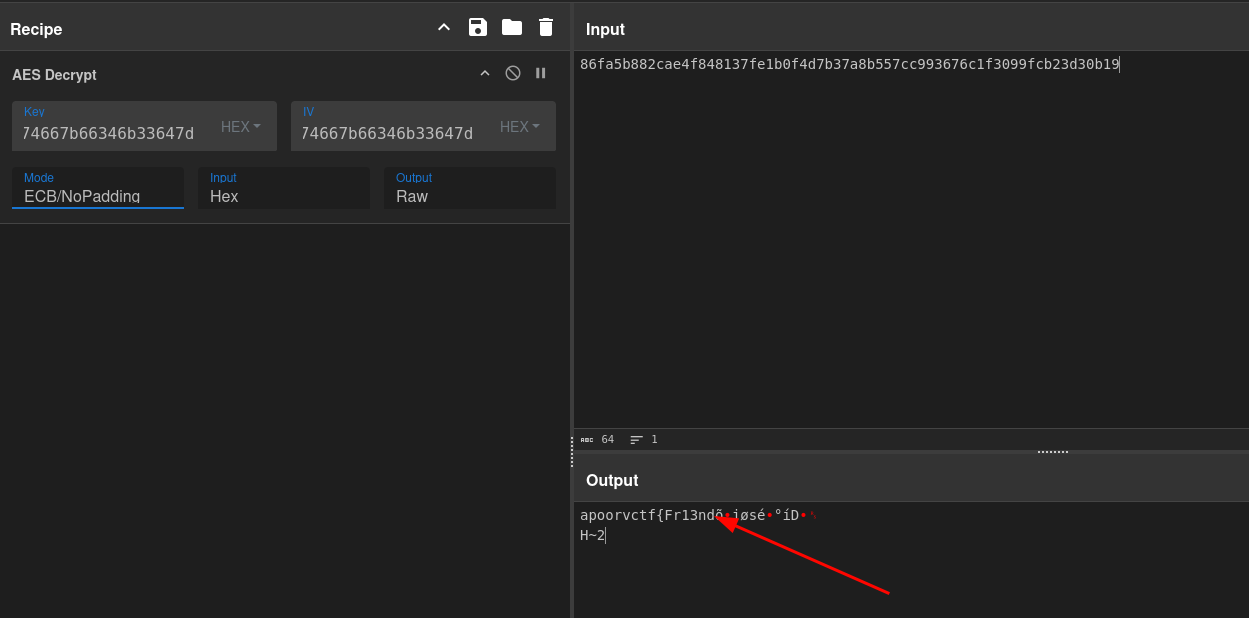 Recipe
AES Decrypt
Key
74667b66346b33647d HEX
IV
74667b66346b33647d HEX
Mode
ECB/NoPadding
Input
Hex
Output
Raw
Input
86fa5b882cae4f848137fe1b0f4d7b37a8b557cc993676c1f3099fcb23d30b19
ABC 64 1
Output
apoorvctf{Fr13ndõ•jøsé•°íD•
H~2